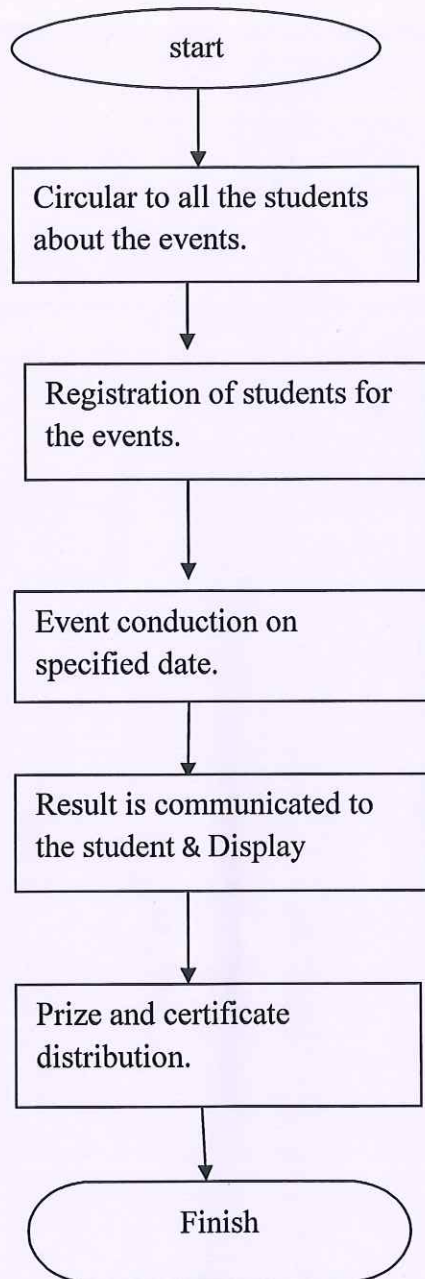 start
Circular to all the students
about the events.
Registration of students for
the events.
Event conduction on
specified date.
Result is communicated to
the student & Display
Prize and certificate
distribution.
Finish